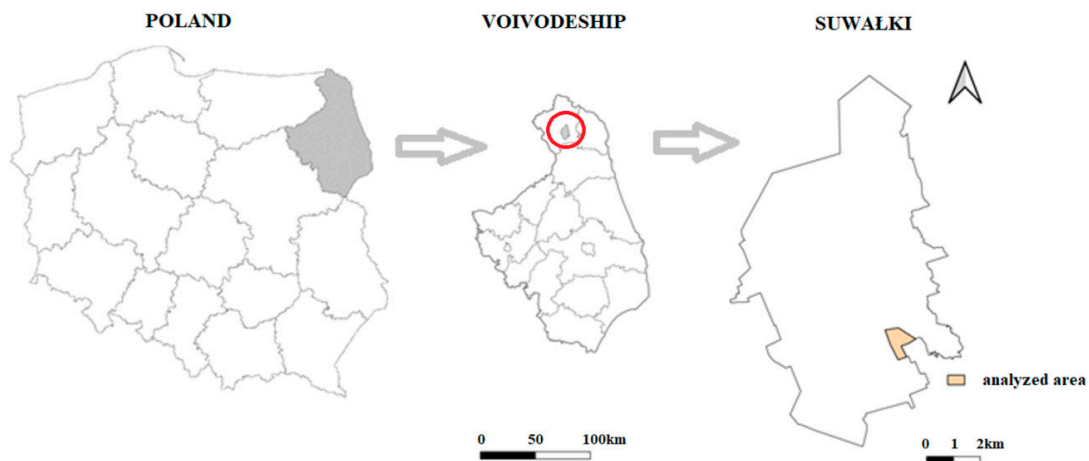 POLAND
VOIVODESHIP
SUWAŁKI
analyzed area
0 50 100km
0 1 2km